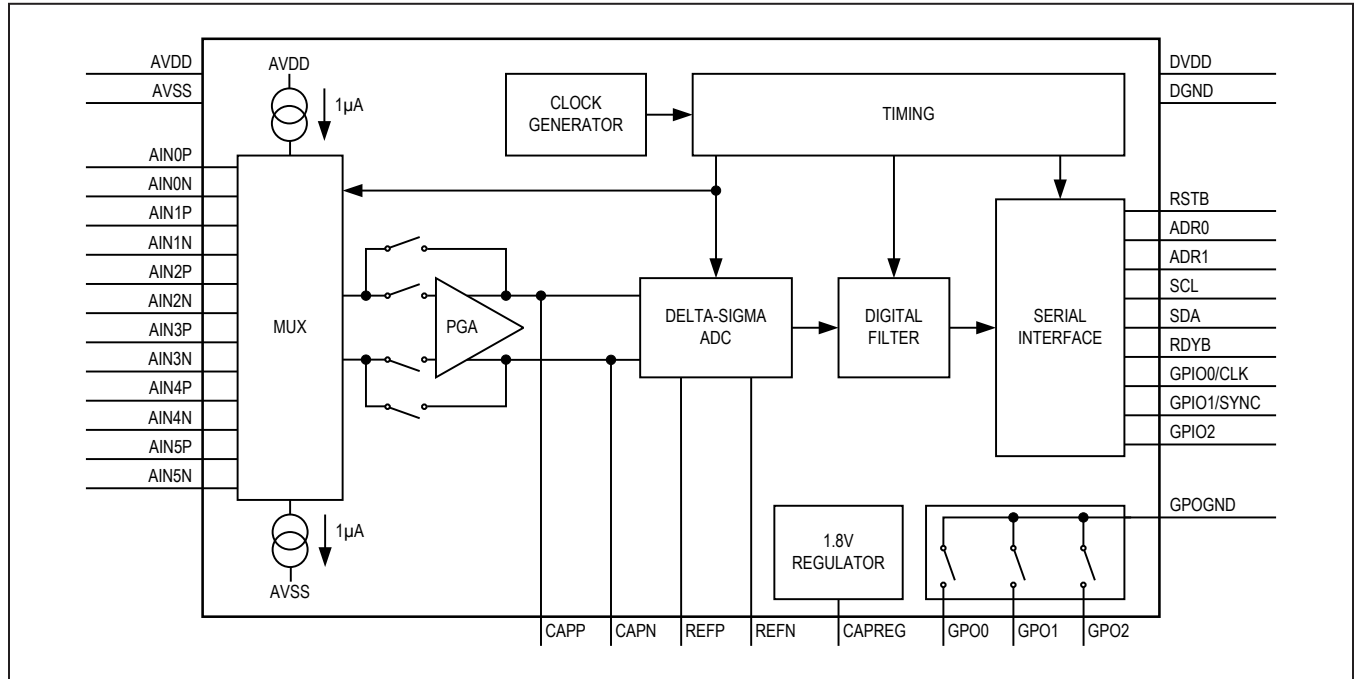 AVDD
AVSS
AIN0P
AIN0N
AIN1P
AIN1N
AIN2P
AIN2N
AIN3P
AIN3N
AIN4P
AIN4N
AIN5P
AIN5N
AVDD
1µA
MUX
1µA
AVSS
PGA
CLOCK
GENERATOR
TIMING
DELTA-SIGMA
ADC
DIGITAL
FILTER
SERIAL
INTERFACE
1.8V
REGULATOR
DVDD
DGND
RSTB
ADR0
ADR1
SCL
SDA
RDYB
GPIO0/CLK
GPIO1/SYNC
GPIO2
GPOGND
CAPP
CAPN
REFP
REFN
CAPREG
GPO0
GPO1
GPO2